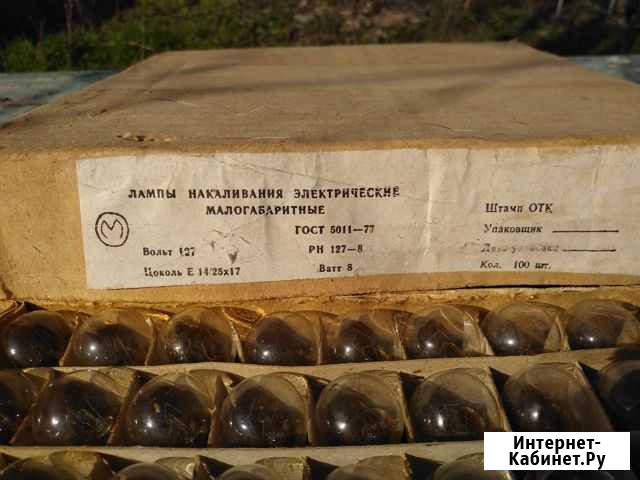 ЛАМПЫ НАКАЛИВАНИЯ ЭЛЕКТРИЧЕСКИЕ
МАЛОГАБАРИТНЫЕ
ГОСТ 5011—77
Вольт 127
РН 127—8
Цоколь Е 14/25х17
Ватт 8
Штамп ОТК
Упаковщик
Дата
Кол. 100 шт.
Интернет-
Кабинет.Ру